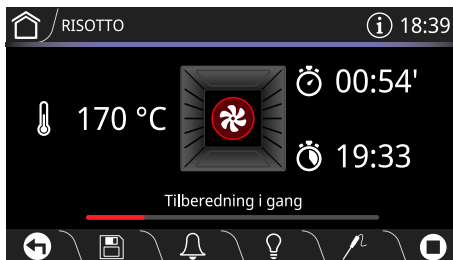 RISOTTO
i 18:39
170 °C
00:54'
19:33
Tilberedning i gang